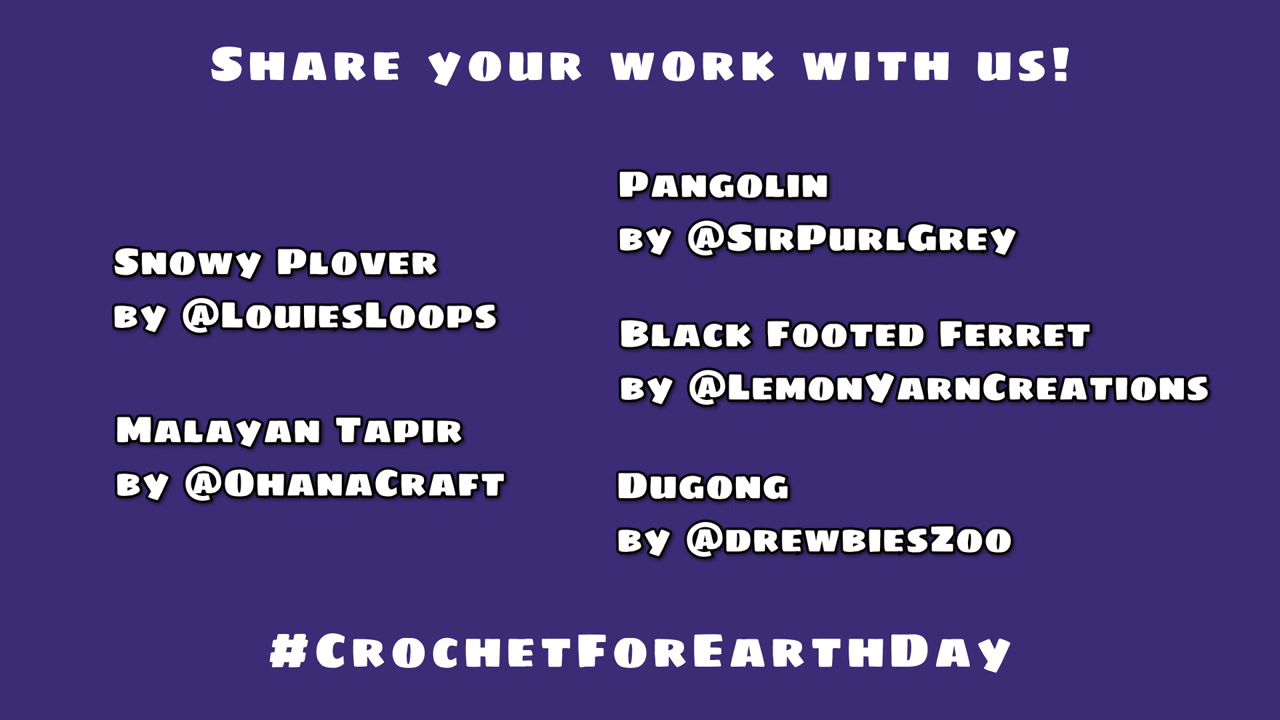 Share your work with us!
Snowy Plover
by @LouiesLoops
Malayan Tapir
by @OhanaCraft
Pangolin
by @SirPurlGrey
Black Footed Ferret
by @LemonYarnCreations
Dugong
by @drewbiesZoo
#CrochetForEarthDay